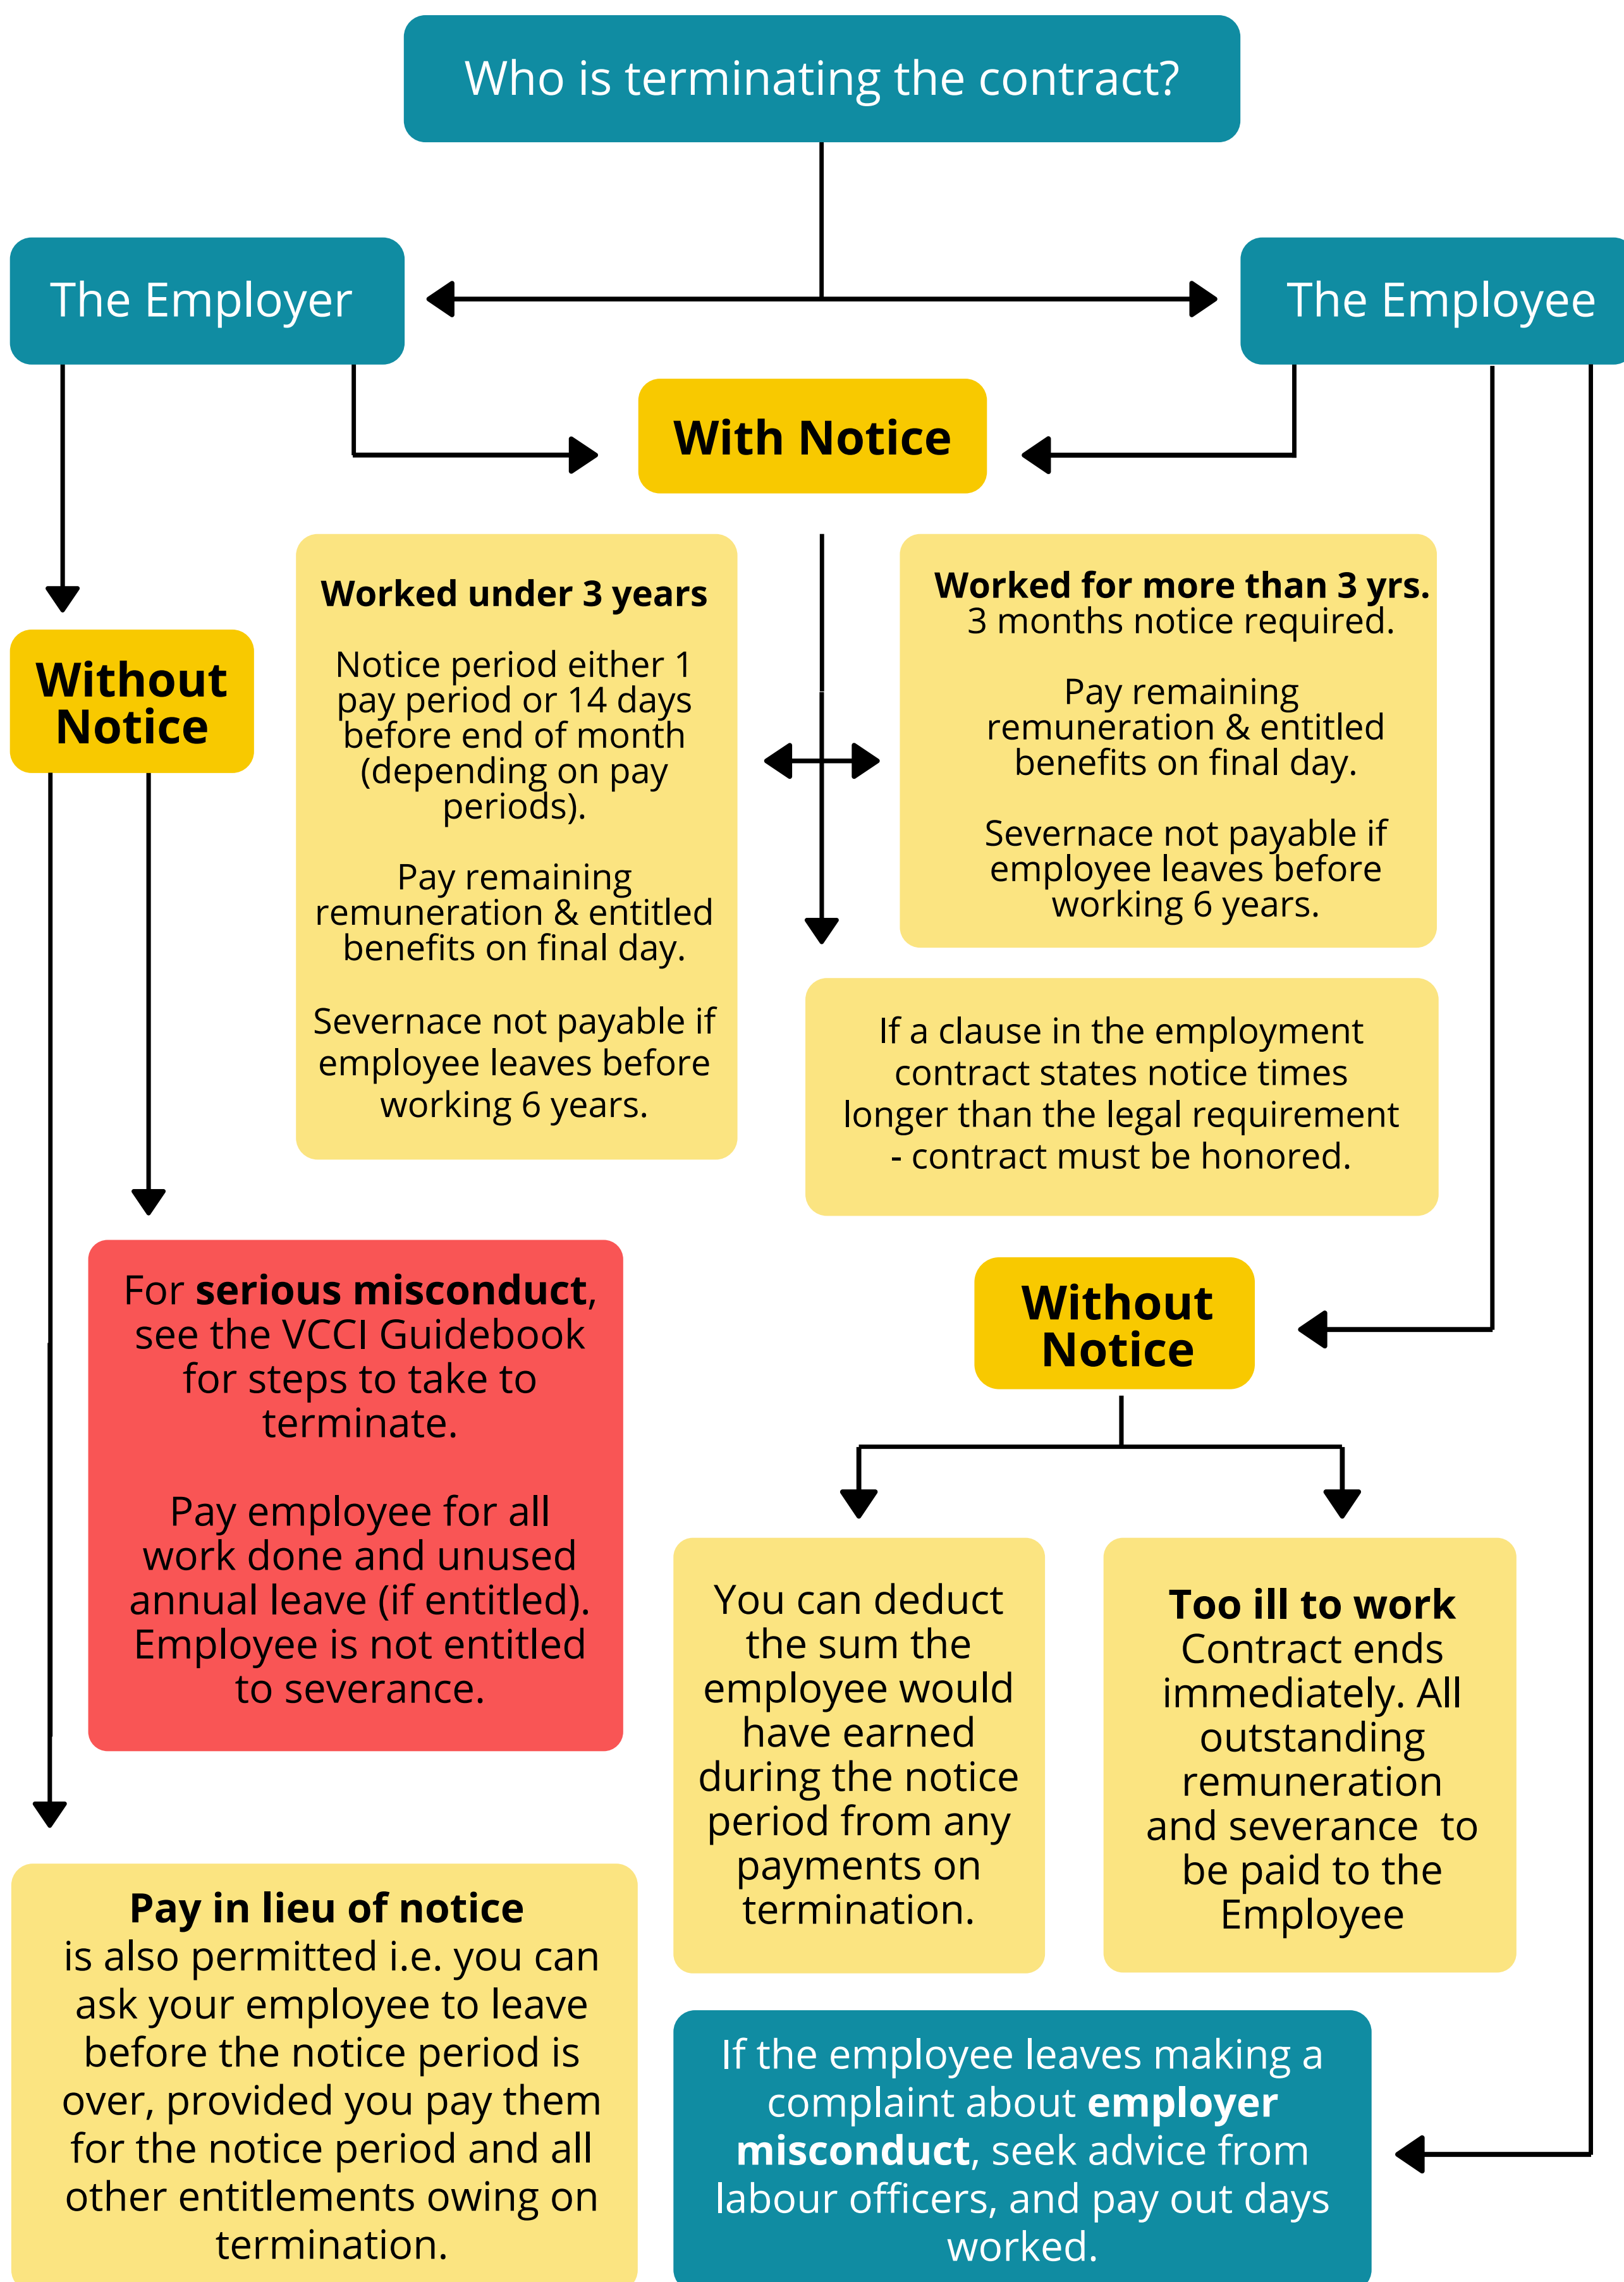 Who is terminating the contract?
The Employer
The Employee
With Notice
Without
Notice
Worked under 3 years
Notice period either 1
pay period or 14 days
before end of month
(depending on pay
periods).
Pay remaining
remuneration & entitled
benefits on final day.
Severnace not payable if
employee leaves before
working 6 years.
Worked for more than 3 yrs.
3 months notice required.
Pay remaining
remuneration & entitled
benefits on final day.
Severnace not payable if
employee leaves before
working 6 years.
If a clause in the employment
contract states notice times
longer than the legal requirement
- contract must be honored.
For serious misconduct,
see the VCCI Guidebook
for steps to take to
terminate.
Pay employee for all
work done and unused
annual leave (if entitled).
Employee is not entitled
to severance.
Without
Notice
You can deduct
the sum the
employee would
have earned
during the notice
period from any
payments on
termination.
Too ill to work
Contract ends
immediately. All
outstanding
remuneration
and severance  to
be paid to the
Employee
Pay in lieu of notice
is also permitted i.e. you can
ask your employee to leave
before the notice period is
over, provided you pay them
for the notice period and all
other entitlements owing on
termination.
If the employee leaves making a
complaint about employer
misconduct, seek advice from
labour officers, and pay out days
worked.